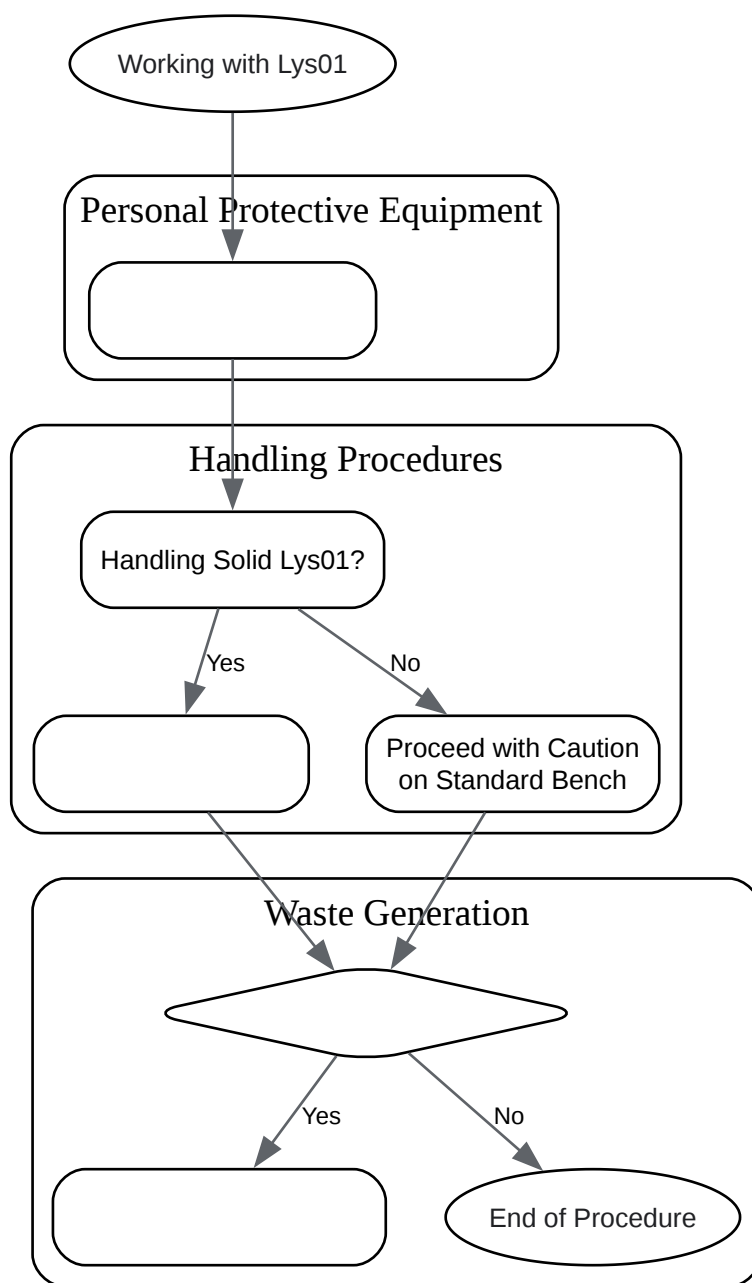 Working with Lys01
Personal Protective Equipment
Handling Procedures
Handling Solid Lys01?
Yes
No
Proceed with Caution
on Standard Bench
Waste Generation
Yes
No
End of Procedure